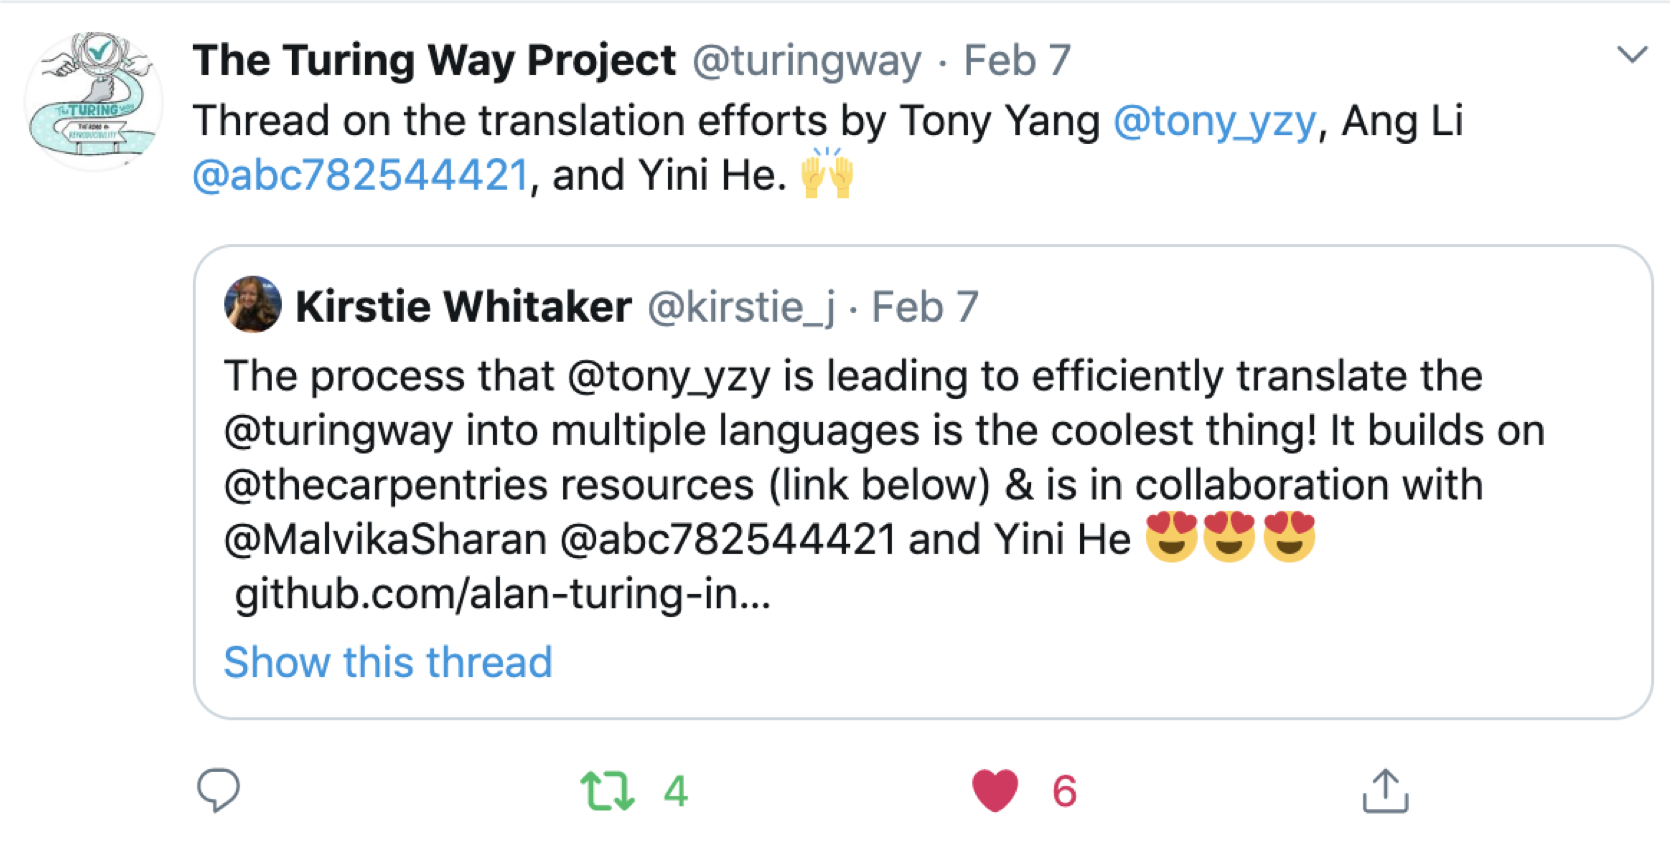 The Turing Way Project @turingway · Feb 7
Thread on the translation efforts by Tony Yang @tony_yzy, Ang Li
@abc782544421, and Yini He. 🙌
Kirstie Whitaker @kirstie_j · Feb 7
The process that @tony_yzy is leading to efficiently translate the
@turingway into multiple languages is the coolest thing! It builds on
@thecarpentries resources (link below) & is in collaboration with
@MalvikaSharan @abc782544421 and Yini He 😍😍😍
github.com/alan-turing-in...
Show this thread
4 6
TURING